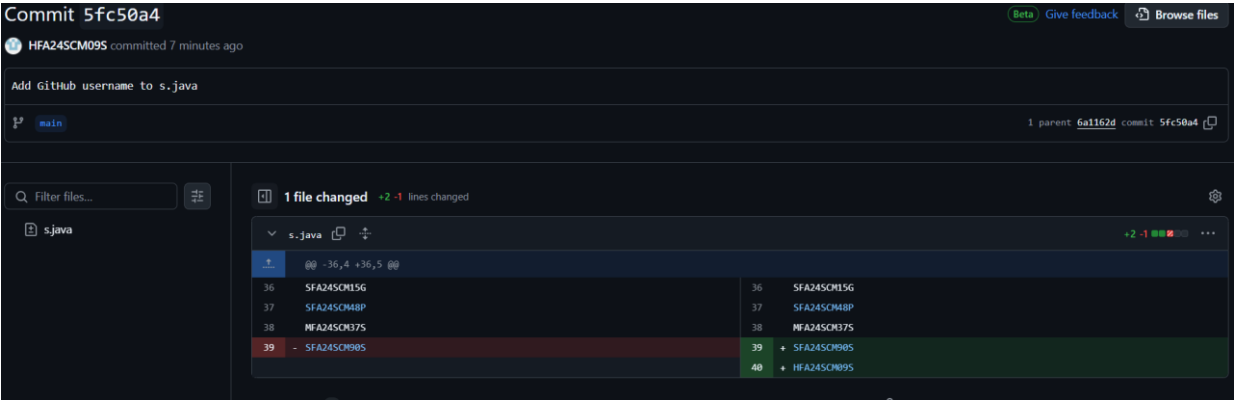 Commit 5fc50a4
Beta Give feedback Browse files
HFA24SCM09S committed 7 minutes ago
Add GitHub username to s.java
main
1 parent 6a1162d commit 5fc50a4
Filter files...
s.java
1 file changed +2 -1 lines changed
s.java
+2 -1
@@ -36,4 +36,5 @@
36 SFA24SCM15G 36 SFA24SCM15G
37 SFA24SCM48P 37 SFA24SCM48P
38 MFA24SCM37S 38 MFA24SCM37S
39 - SFA24SCM90S 39 + SFA24SCM90S
40 + HFA24SCM09S